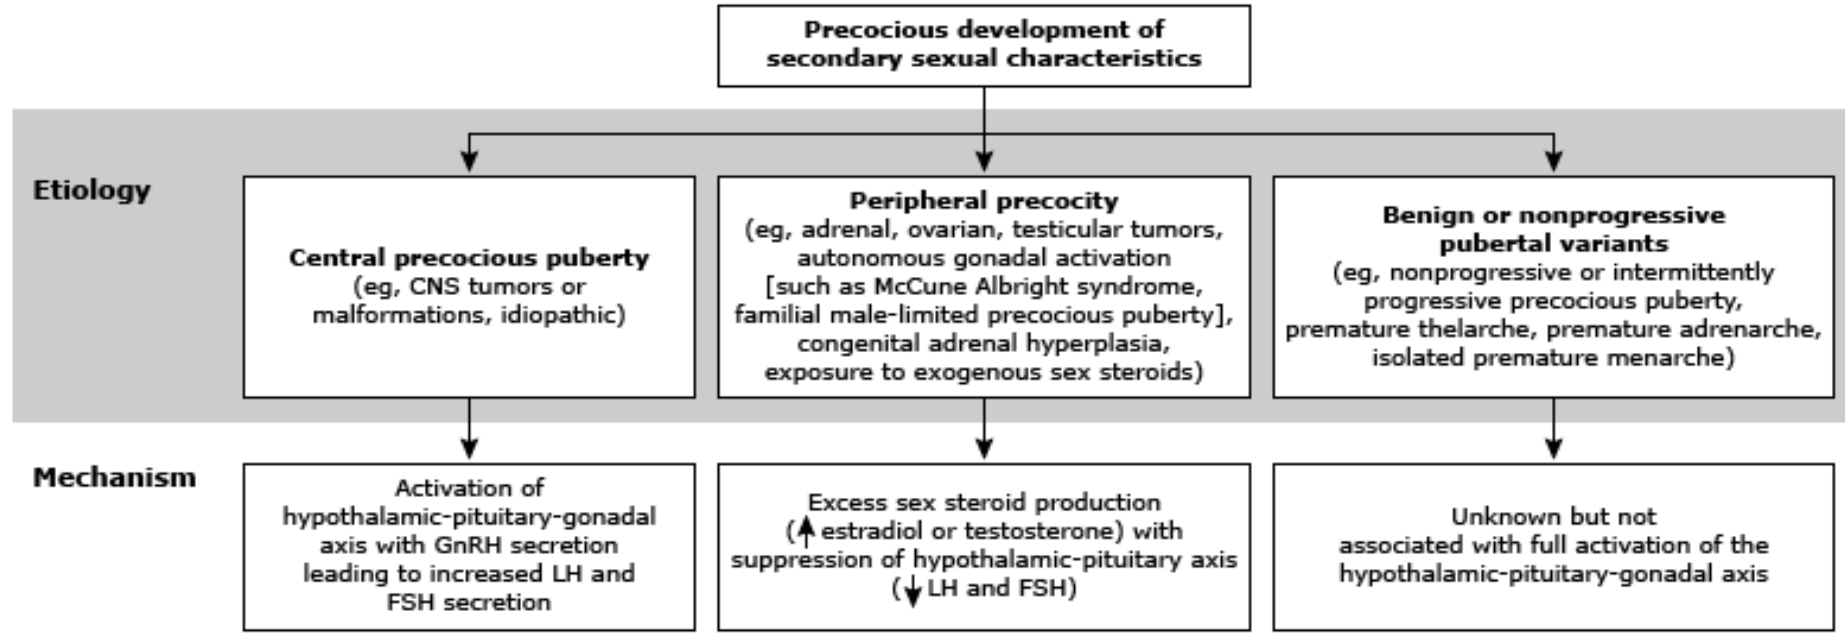 Precocious development of
secondary sexual characteristics
Etiology
Central precocious puberty
(eg, CNS tumors or
malformations, idiopathic)
Peripheral precocity
(eg, adrenal, ovarian, testicular tumors,
autonomous gonadal activation
[such as McCune Albright syndrome,
familial male-limited precocious puberty],
congenital adrenal hyperplasia,
exposure to exogenous sex steroids)
Benign or nonprogressive
pubertal variants
(eg, nonprogressive or intermittently
progressive precocious puberty,
premature thelarche, premature adrenarche,
isolated premature menarche)
Mechanism
Activation of
hypothalamic-pituitary-gonadal
axis with GnRH secretion
leading to increased LH and
FSH secretion
Excess sex steroid production
(↑ estradiol or testosterone) with
suppression of hypothalamic-pituitary axis
(↓ LH and FSH)
Unknown but not
associated with full activation of the
hypothalamic-pituitary-gonadal axis